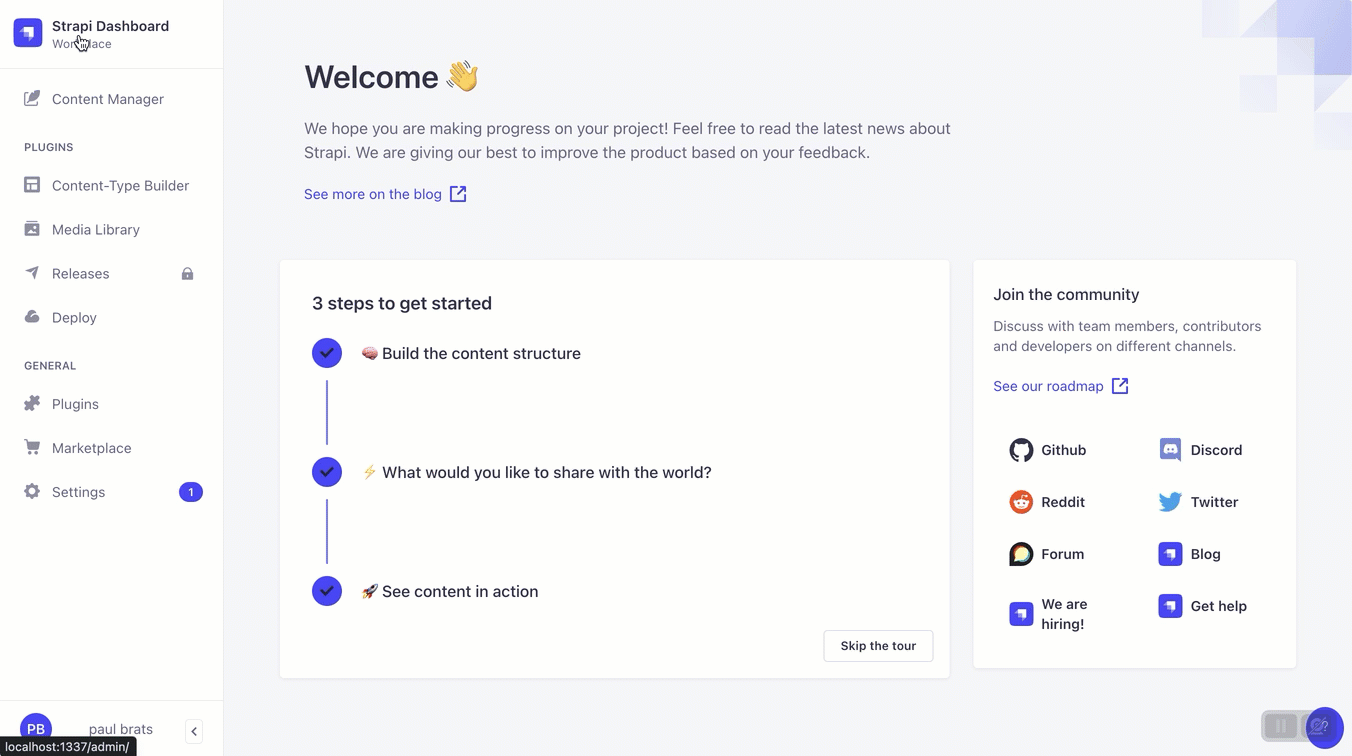 Strapi Dashboard
Workplace
Content Manager
PLUGINS
Content-Type Builder
Media Library
Releases
Deploy
GENERAL
Plugins
Marketplace
Settings
1
PB
paul brats
localhost:1337/admin/
Welcome 👋
We hope you are making progress on your project! Feel free to read the latest news about
Strapi. We are giving our best to improve the product based on your feedback.
See more on the blog
3 steps to get started
🧠 Build the content structure
⚡ What would you like to share with the world?
🚀 See content in action
Skip the tour
Join the community
Discuss with team members, contributors
and developers on different channels.
See our roadmap
Github
Discord
Reddit
Twitter
Forum
Blog
We are
hiring!
Get help
?